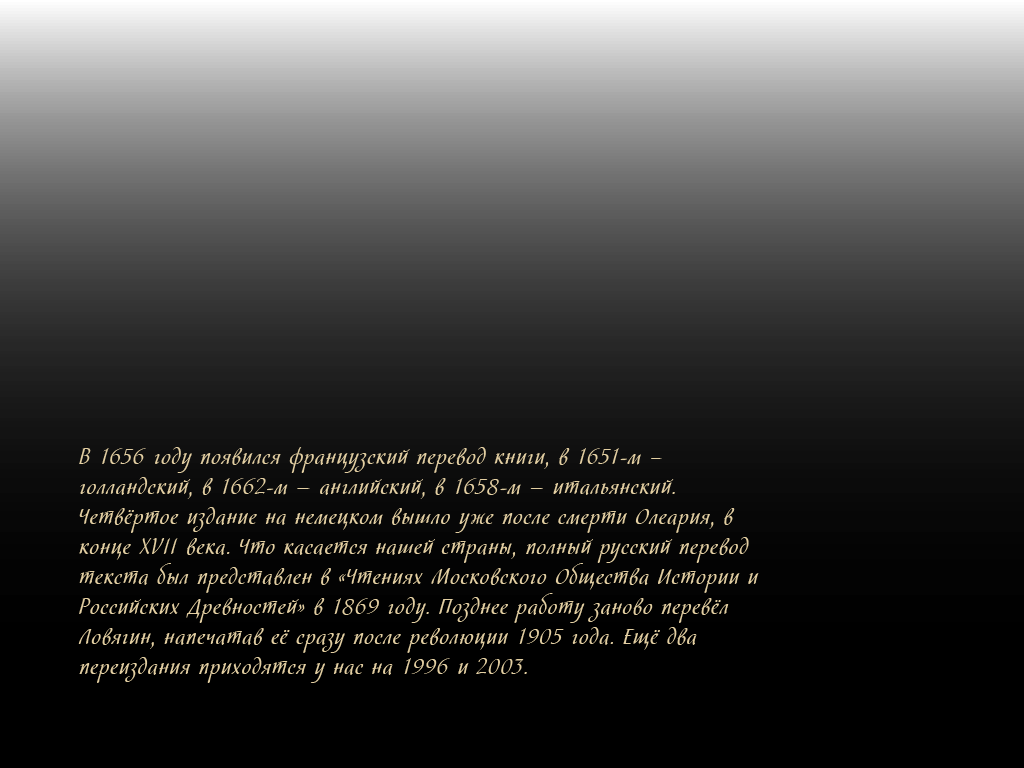 В 1656 году появился французский перевод книги, в 1651-м –
голландский, в 1662-м – английский, в 1658-м – итальянский.
Четвёртое издание на немецком вышло уже после смерти Олеария, в
конце XVII века. Что касается нашей страны, полный русский перевод
текста был представлен в «Чтениях Московского Общества Истории и
Российских Древностей» в 1869 году. Позднее работу заново перевёл
Ловягин, напечатав её сразу после революции 1905 года. Ещё два
переиздания приходятся у нас на 1996 и 2003.